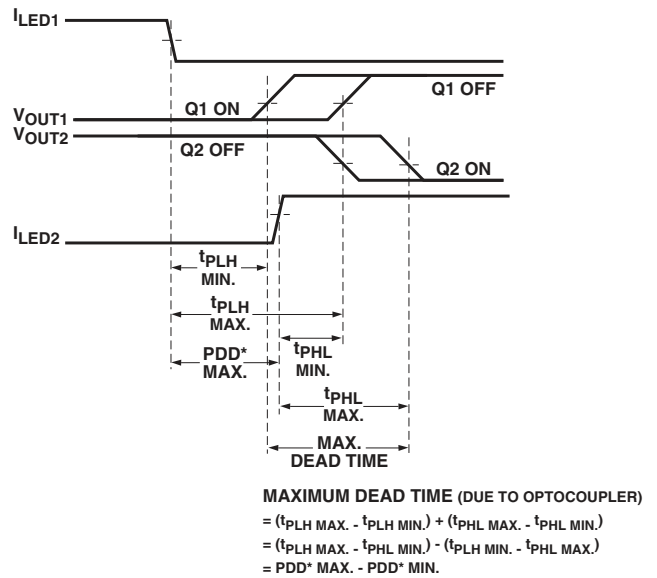 ILED1
Q1 OFF
Q1 ON
VOUT1
VOUT2
Q2 OFF
Q2 ON
ILED2
tPLH
MIN.
tPLH
MAX.
PDD*
MAX.
tPHL
MIN.
tPHL
MAX.
MAX.
DEAD TIME
MAXIMUM DEAD TIME (DUE TO OPTOCOUPLER)
= (tPLH MAX. - tPLH MIN.) + (tPHL MAX. - tPHL MIN.)
= (tPLH MAX. - tPHL MIN.) - (tPLH MIN. - tPHL MAX.)
= PDD* MAX. - PDD* MIN.